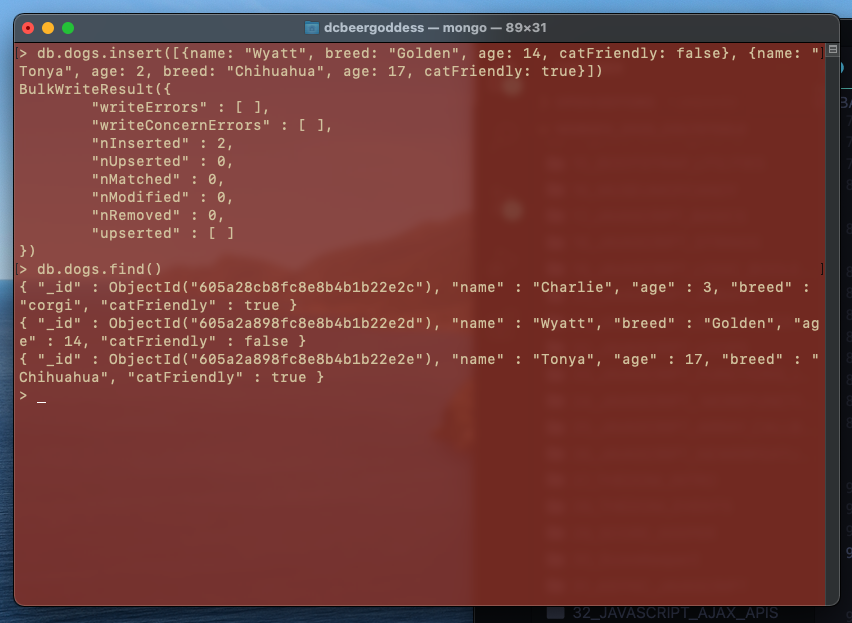 dcbeergoddess — mongo — 89×31
> db.dogs.insert([{name: "Wyatt", breed: "Golden", age: 14, catFriendly: false}, {name: "
Tonya", age: 2, breed: "Chihuahua", age: 17, catFriendly: true}])
BulkWriteResult({
        "writeErrors" : [ ],
        "writeConcernErrors" : [ ],
        "nInserted" : 2,
        "nUpserted" : 0,
        "nMatched" : 0,
        "nModified" : 0,
        "nRemoved" : 0,
        "upserted" : [ ]
})
> db.dogs.find()
{ "_id" : ObjectId("605a28cb8fc8e8b4b1b22e2c"), "name" : "Charlie", "age" : 3, "breed" :
"corgi", "catFriendly" : true }
{ "_id" : ObjectId("605a2a898fc8e8b4b1b22e2d"), "name" : "Wyatt", "breed" : "Golden", "ag
e" : 14, "catFriendly" : false }
{ "_id" : ObjectId("605a2a898fc8e8b4b1b22e2e"), "name" : "Tonya", "age" : 17, "breed" : "
Chihuahua", "catFriendly" : true }
> _
32_JAVASCRIPT_AJAX_APIS